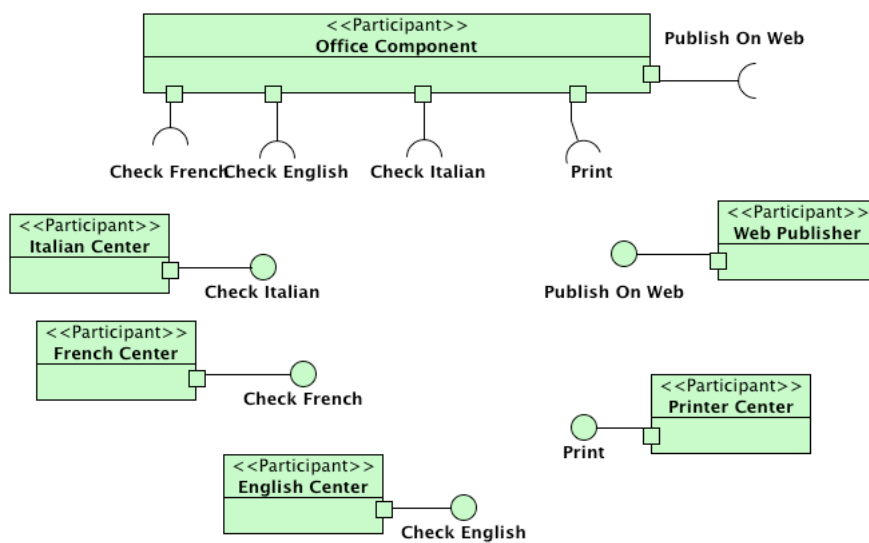 <<Participant>>
Office Component
Publish On Web
Check French
Check English
Check Italian
Print
<<Participant>>
Italian Center
Check Italian
<<Participant>>
Web Publisher
Publish On Web
<<Participant>>
French Center
Check French
<<Participant>>
Printer Center
Print
<<Participant>>
English Center
Check English